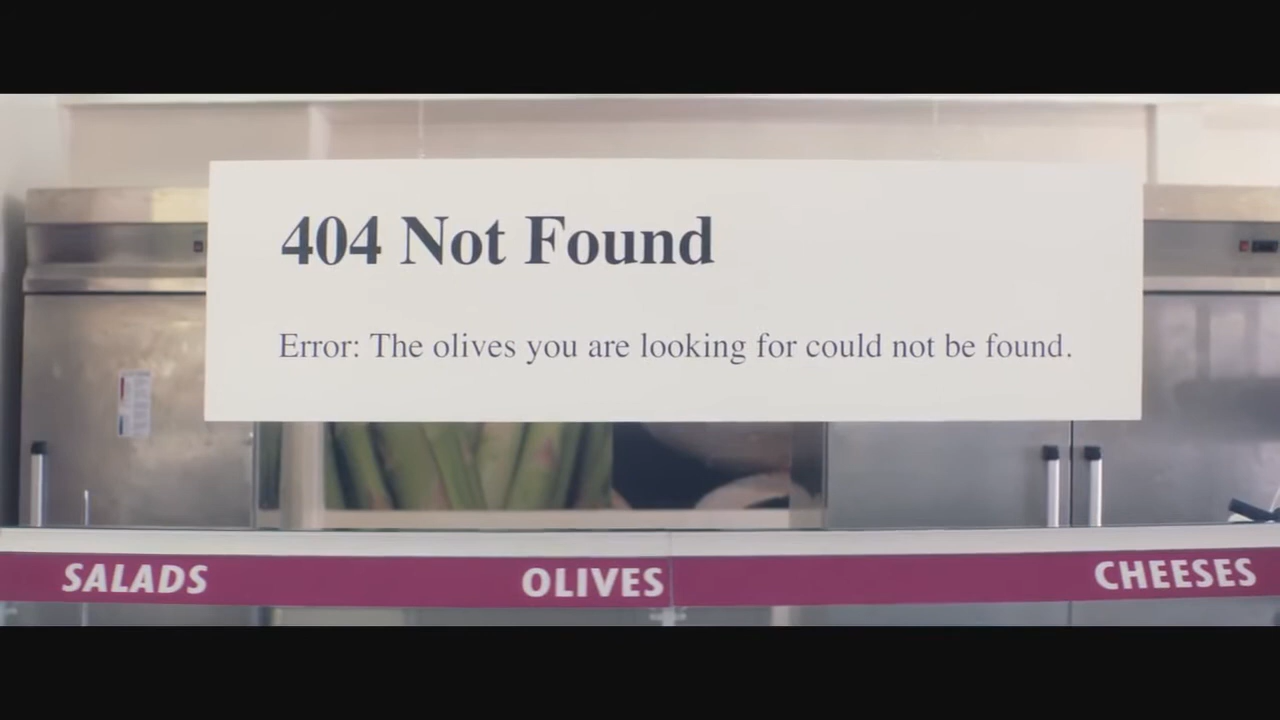 404 Not Found
Error: The olives you are looking for could not be found.
SALADS OLIVES CHEESES